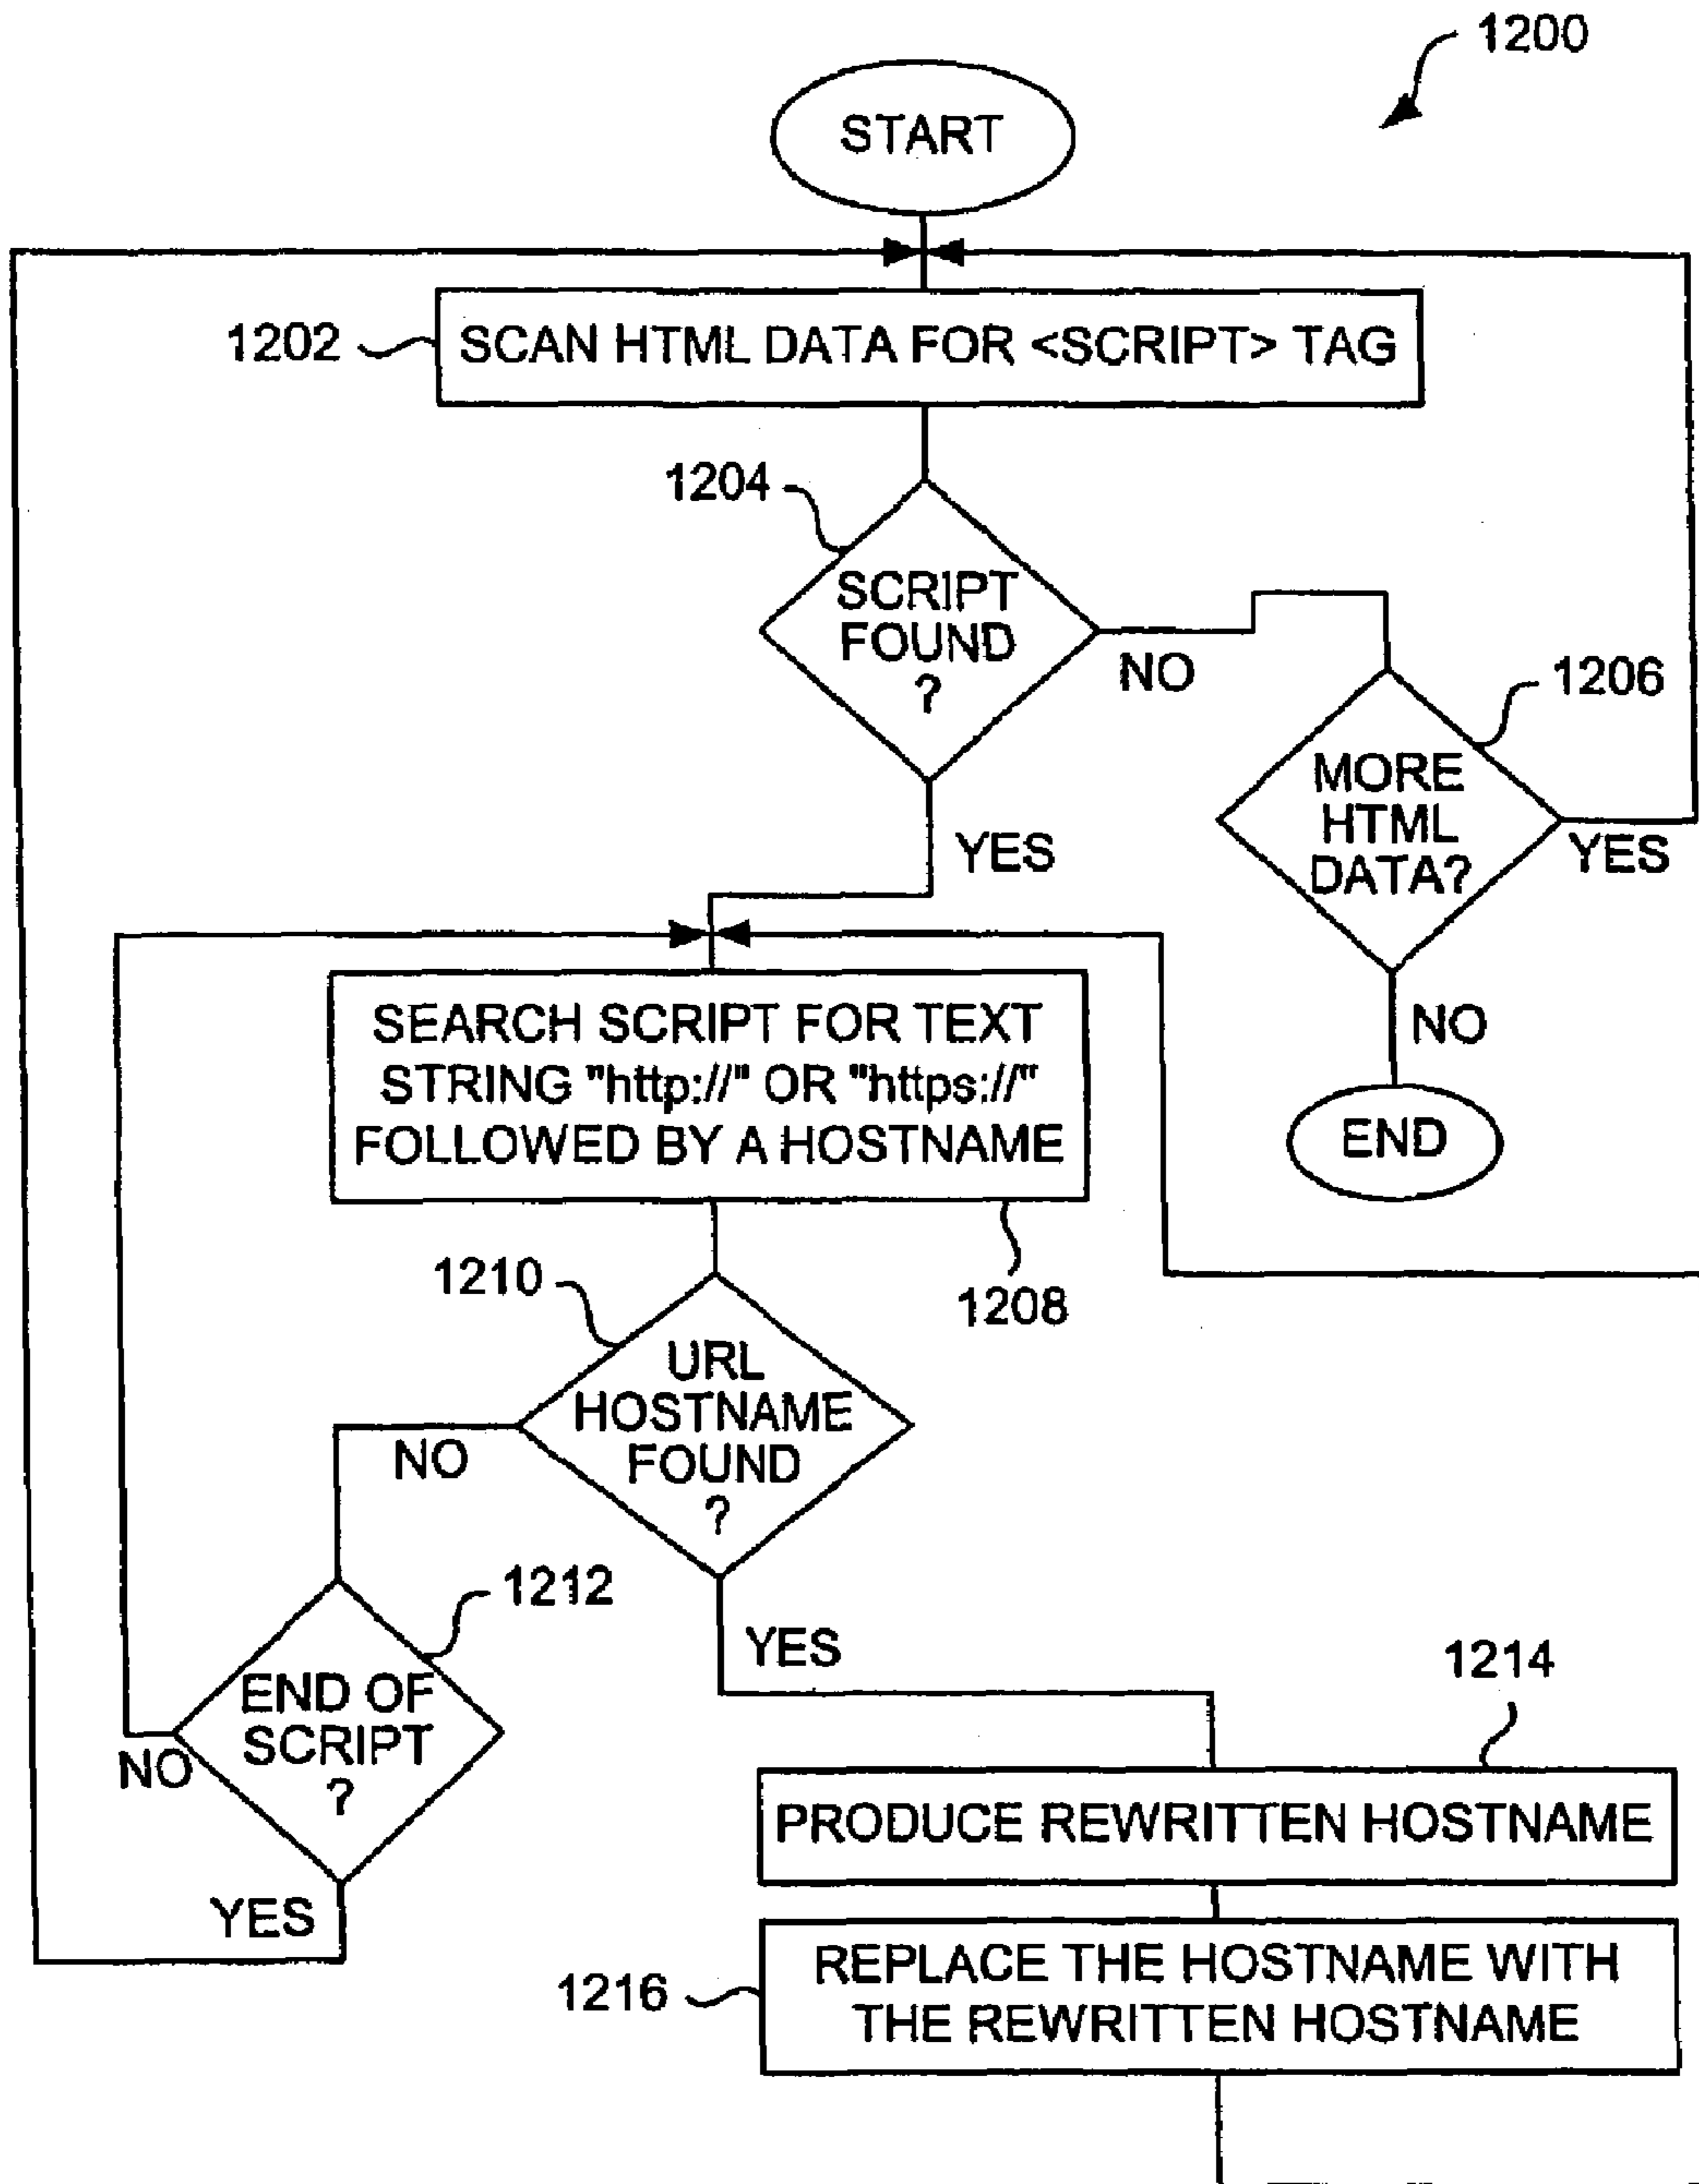 1200
START
1202
SCAN HTML DATA FOR <SCRIPT> TAG
1204
SCRIPT
FOUND
?
NO
1206
MORE
HTML
DATA?
YES
YES
NO
END
SEARCH SCRIPT FOR TEXT
STRING "http://" OR "https://"
FOLLOWED BY A HOSTNAME
1208
1210
URL
HOSTNAME
FOUND
?
NO
1212
YES
END OF
SCRIPT
?
NO
YES
1214
PRODUCE REWRITTEN HOSTNAME
1216
REPLACE THE HOSTNAME WITH
THE REWRITTEN HOSTNAME